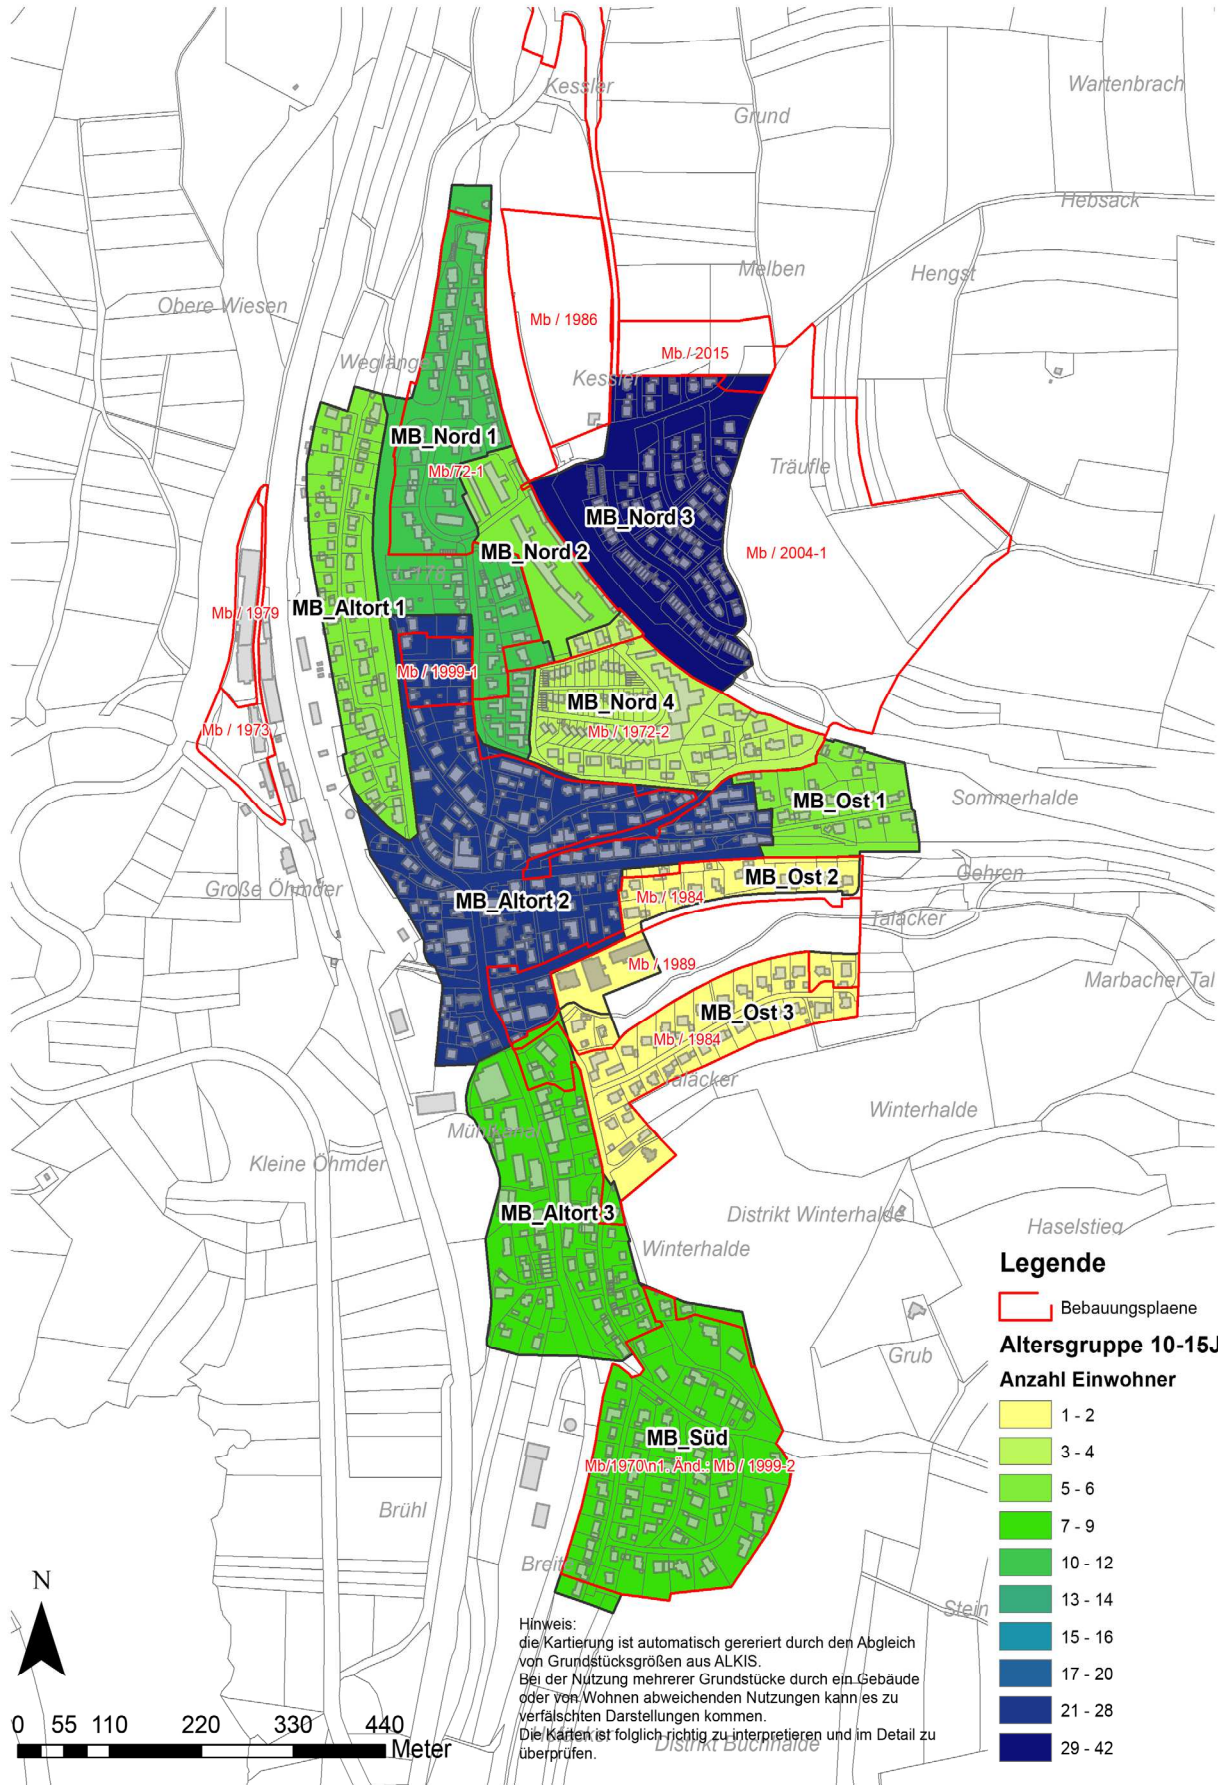 Kessler
Wartenbrach
Grund
Hebsack
Melben
Hengst
Obere Wiesen
Mb / 1986
Mb / 2015
Weglänge
Kessler
MB_Nord 1
Mb/72-1
Träufle
MB_Nord 3
MB_Nord 2
Mb / 2004-1
MB_Altort 1
Mb / 1979
Mb / 1999-1
MB_Nord 4
Mb / 1972-2
Mb / 1973
MB_Ost 1
Sommerhalde
MB_Ost 2
Gehren
Große Öhmder
MB_Altort 2
Mb / 1984
Taläcker
Mb / 1989
Marbacher Tal
MB_Ost 3
Mb / 1984
Taläcker
Winterhalde
Mühlkanal
Kleine Öhmder
MB_Altort 3
Distrikt Winterhalde
Haselstieg
Winterhalde
Legende
Bebauungsplaene
Altersgruppe 10-15J
Anzahl Einwohner
Grub
1 - 2
MB_Süd
3 - 4
Mb/1970\n1. Änd.: Mb / 1999-2
5 - 6
Brühl
7 - 9
Breit
10 - 12
N
13 - 14
Stein
Hinweis:
die Kartierung ist automatisch gereriert durch den Abgleich
von Grundstücksgrößen aus ALKIS.
Bei der Nutzung mehrerer Grundstücke durch ein Gebäude
oder von Wohnen abweichenden Nutzungen kann es zu
verfälschten Darstellungen kommen.
Die Karten ist folglich richtig zu interpretieren und im Detail zu
überprüfen.
15 - 16
17 - 20
21 - 28
29 - 42
0 55 110 220 330 440
Meter
Distrikt Buchhalde